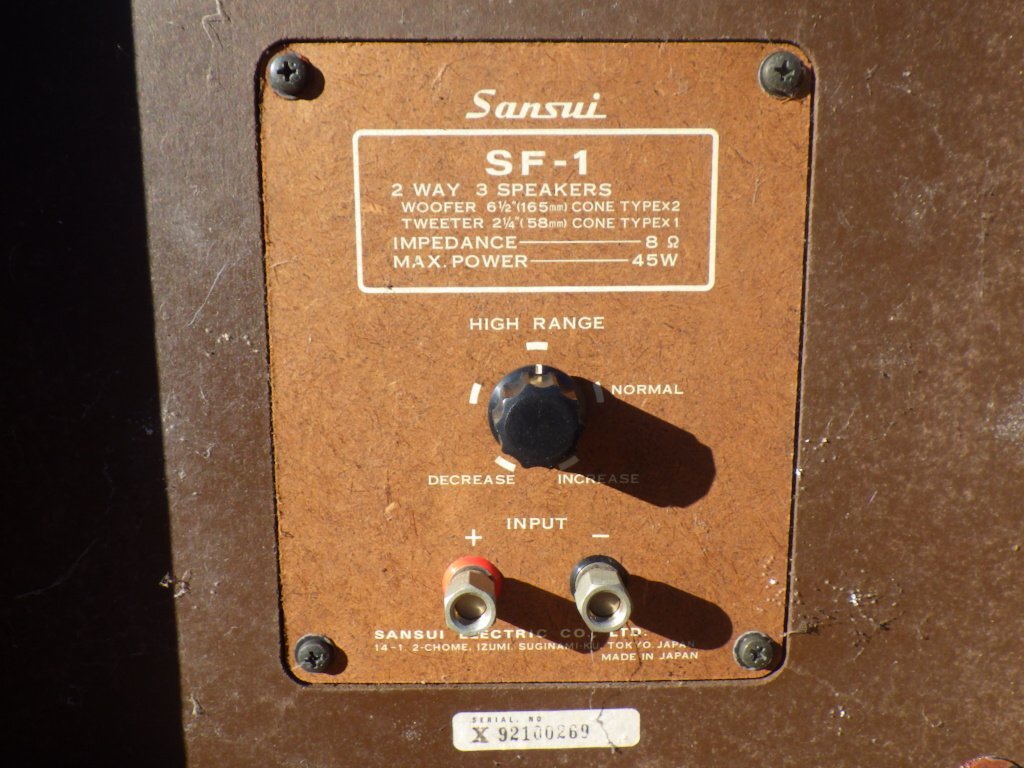 Sansui
SF-1
2 WAY 3 SPEAKERS
WOOFER 6½"(165mm) CONE TYPE×2
TWEETER 2¼"(58mm) CONE TYPE×1
IMPEDANCE 8 Ω
MAX. POWER 45W
HIGH RANGE
NORMAL
DECREASE INCREASE
INPUT
+ −
SANSUI ELECTRIC CO., LTD.
14-1, 2-CHOME, IZUMI, SUGINAMI-KU, TOKYO, JAPAN
MADE IN JAPAN
SERIAL. NO
X 92100269